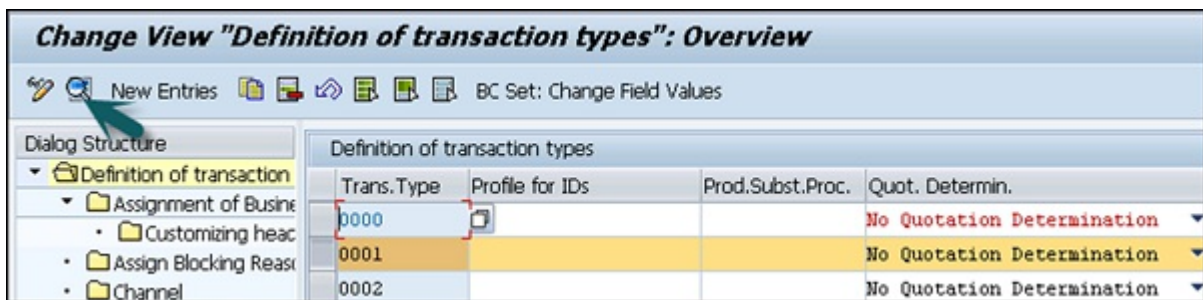 Change View "Definition of transaction types": Overview
New Entries BC Set: Change Field Values
Dialog Structure
Definition of transaction
Assignment of Busine
Customizing heac
Assign Blocking Reaso
Channel
Definition of transaction types
Trans.Type Profile for IDs Prod.Subst.Proc. Quot. Determin.
0000 No Quotation Determination
0001 No Quotation Determination
0002 No Quotation Determination